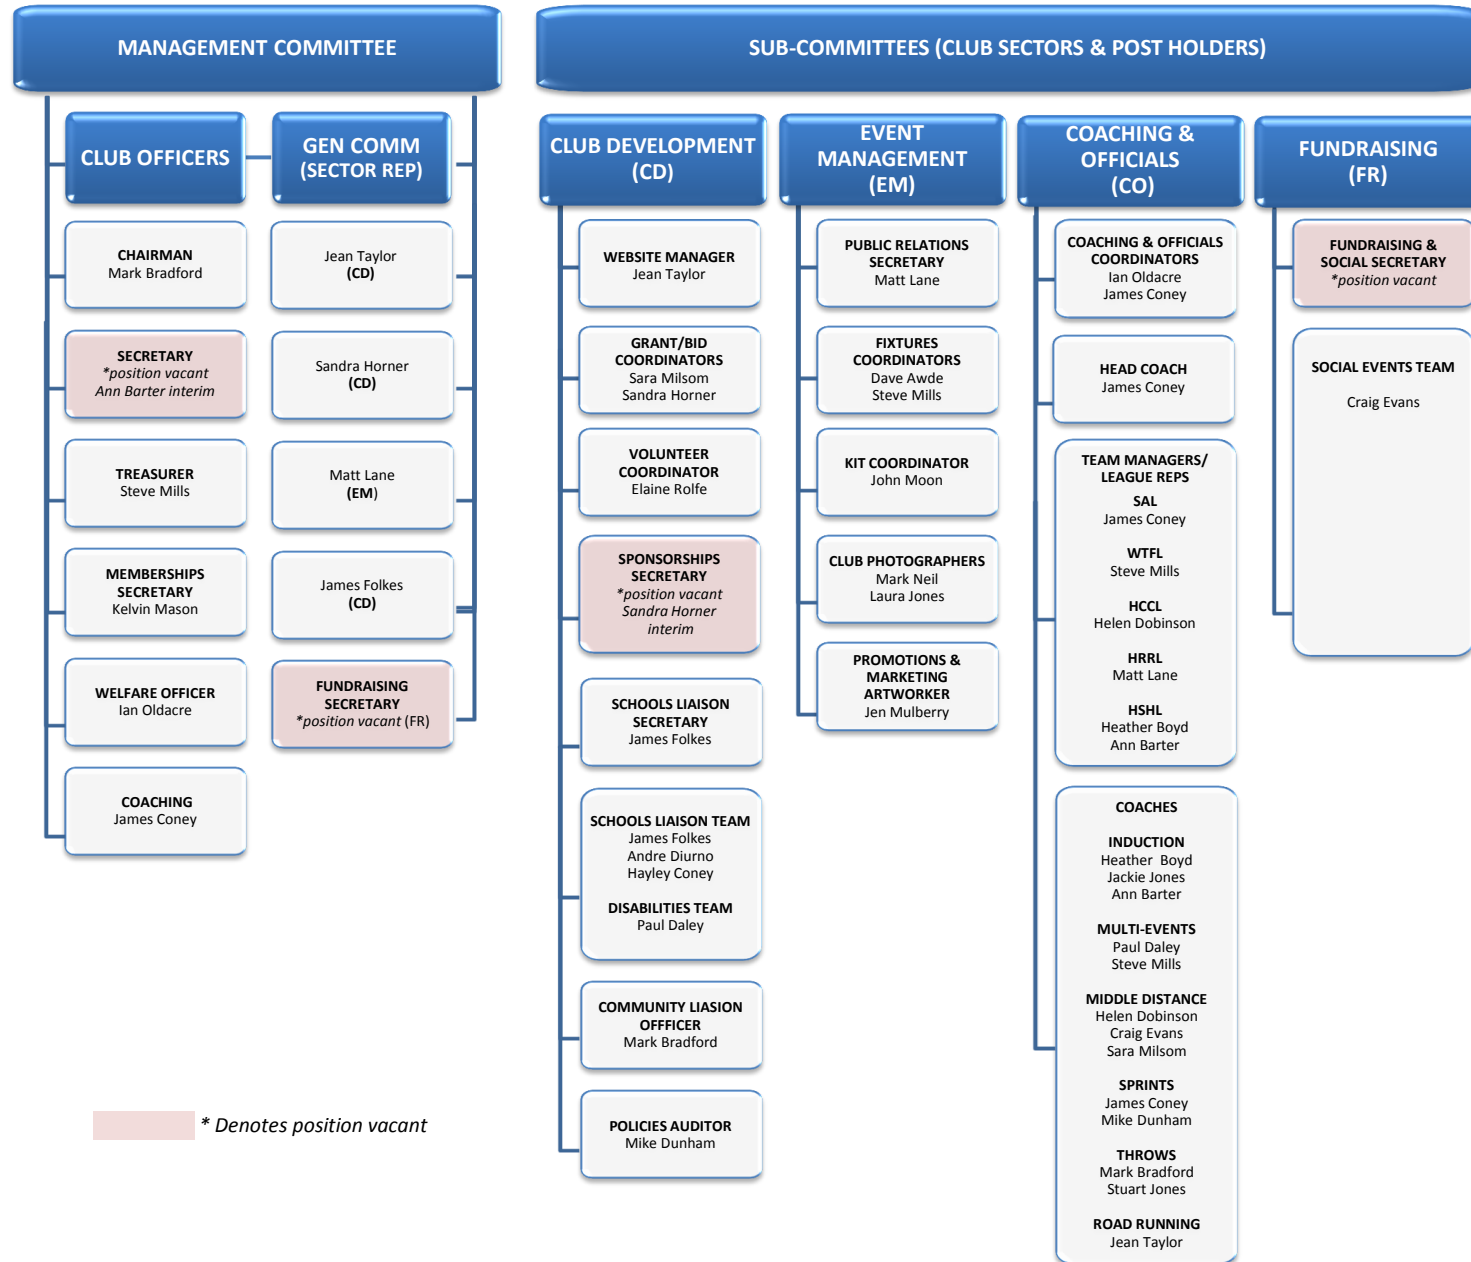 MANAGEMENT COMMITTEE
CLUB OFFICERS
GEN COMM
(SECTOR REP)
CHAIRMAN
Mark Bradford
SECRETARY
*position vacant
Ann Barter interim
TREASURER
Steve Mills
MEMBERSHIPS
SECRETARY
Kelvin Mason
WELFARE OFFICER
Ian Oldacre
COACHING
James Coney
Jean Taylor
(CD)
Sandra Horner
(CD)
Matt Lane
(EM)
James Folkes
(CD)
FUNDRAISING
SECRETARY
*position vacant (FR)
SUB-COMMITTEES (CLUB SECTORS & POST HOLDERS)
CLUB DEVELOPMENT
(CD)
WEBSITE MANAGER
Jean Taylor
GRANT/BID
COORDINATORS
Sara Milsom
Sandra Horner
VOLUNTEER
COORDINATOR
Elaine Rolfe
SPONSORSHIPS
SECRETARY
*position vacant
Sandra Horner
interim
SCHOOLS LIAISON
SECRETARY
James Folkes
SCHOOLS LIAISON TEAM
James Folkes
Andre Diurno
Hayley Coney
DISABILITIES TEAM
Paul Daley
COMMUNITY LIASION
OFFFICER
Mark Bradford
POLICIES AUDITOR
Mike Dunham
EVENT
MANAGEMENT
(EM)
PUBLIC RELATIONS
SECRETARY
Matt Lane
FIXTURES
COORDINATORS
Dave Awde
Steve Mills
KIT COORDINATOR
John Moon
CLUB PHOTOGRAPHERS
Mark Neil
Laura Jones
PROMOTIONS &
MARKETING
ARTWORKER
Jen Mulberry
COACHING &
OFFICIALS
(CO)
COACHING & OFFICIALS
COORDINATORS
Ian Oldacre
James Coney
HEAD COACH
James Coney
TEAM MANAGERS/
LEAGUE REPS
SAL
James Coney
WTFL
Steve Mills
HCCL
Helen Dobinson
HRRL
Matt Lane
HSHL
Heather Boyd
Ann Barter
COACHES
INDUCTION
Heather  Boyd
Jackie Jones
Ann Barter
MULTI-EVENTS
Paul Daley
Steve Mills
MIDDLE DISTANCE
Helen Dobinson
Craig Evans
Sara Milsom
SPRINTS
James Coney
Mike Dunham
THROWS
Mark Bradford
Stuart Jones
ROAD RUNNING
Jean Taylor
FUNDRAISING
(FR)
FUNDRAISING &
SOCIAL SECRETARY
*position vacant
SOCIAL EVENTS TEAM
Craig Evans
* Denotes position vacant